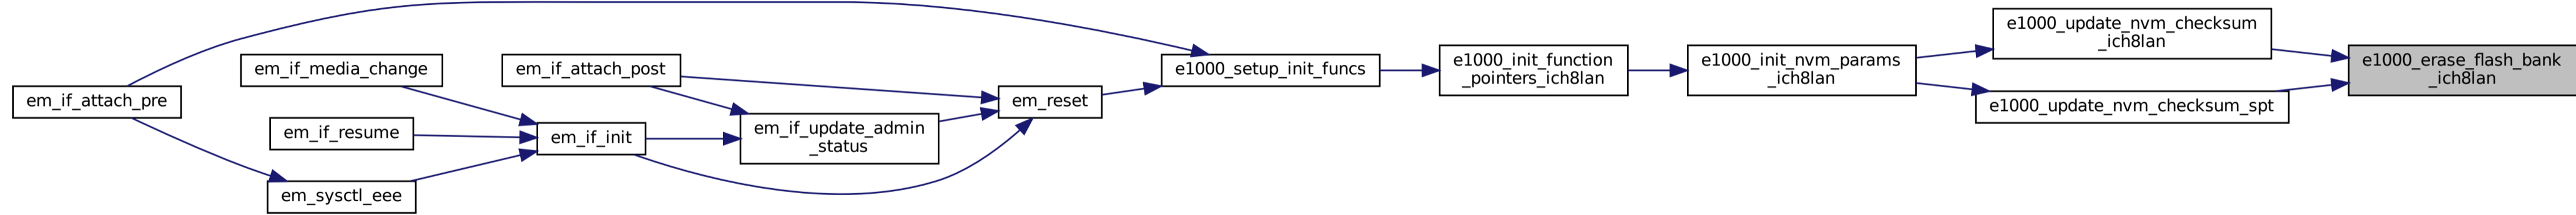 em_if_attach_pre
em_if_media_change
em_if_resume
em_sysctl_eee
em_if_attach_post
em_if_init
em_if_update_admin
_status
em_reset
e1000_setup_init_funcs
e1000_init_function
_pointers_ich8lan
e1000_init_nvm_params
_ich8lan
e1000_update_nvm_checksum
_ich8lan
e1000_update_nvm_checksum_spt
e1000_erase_flash_bank
_ich8lan